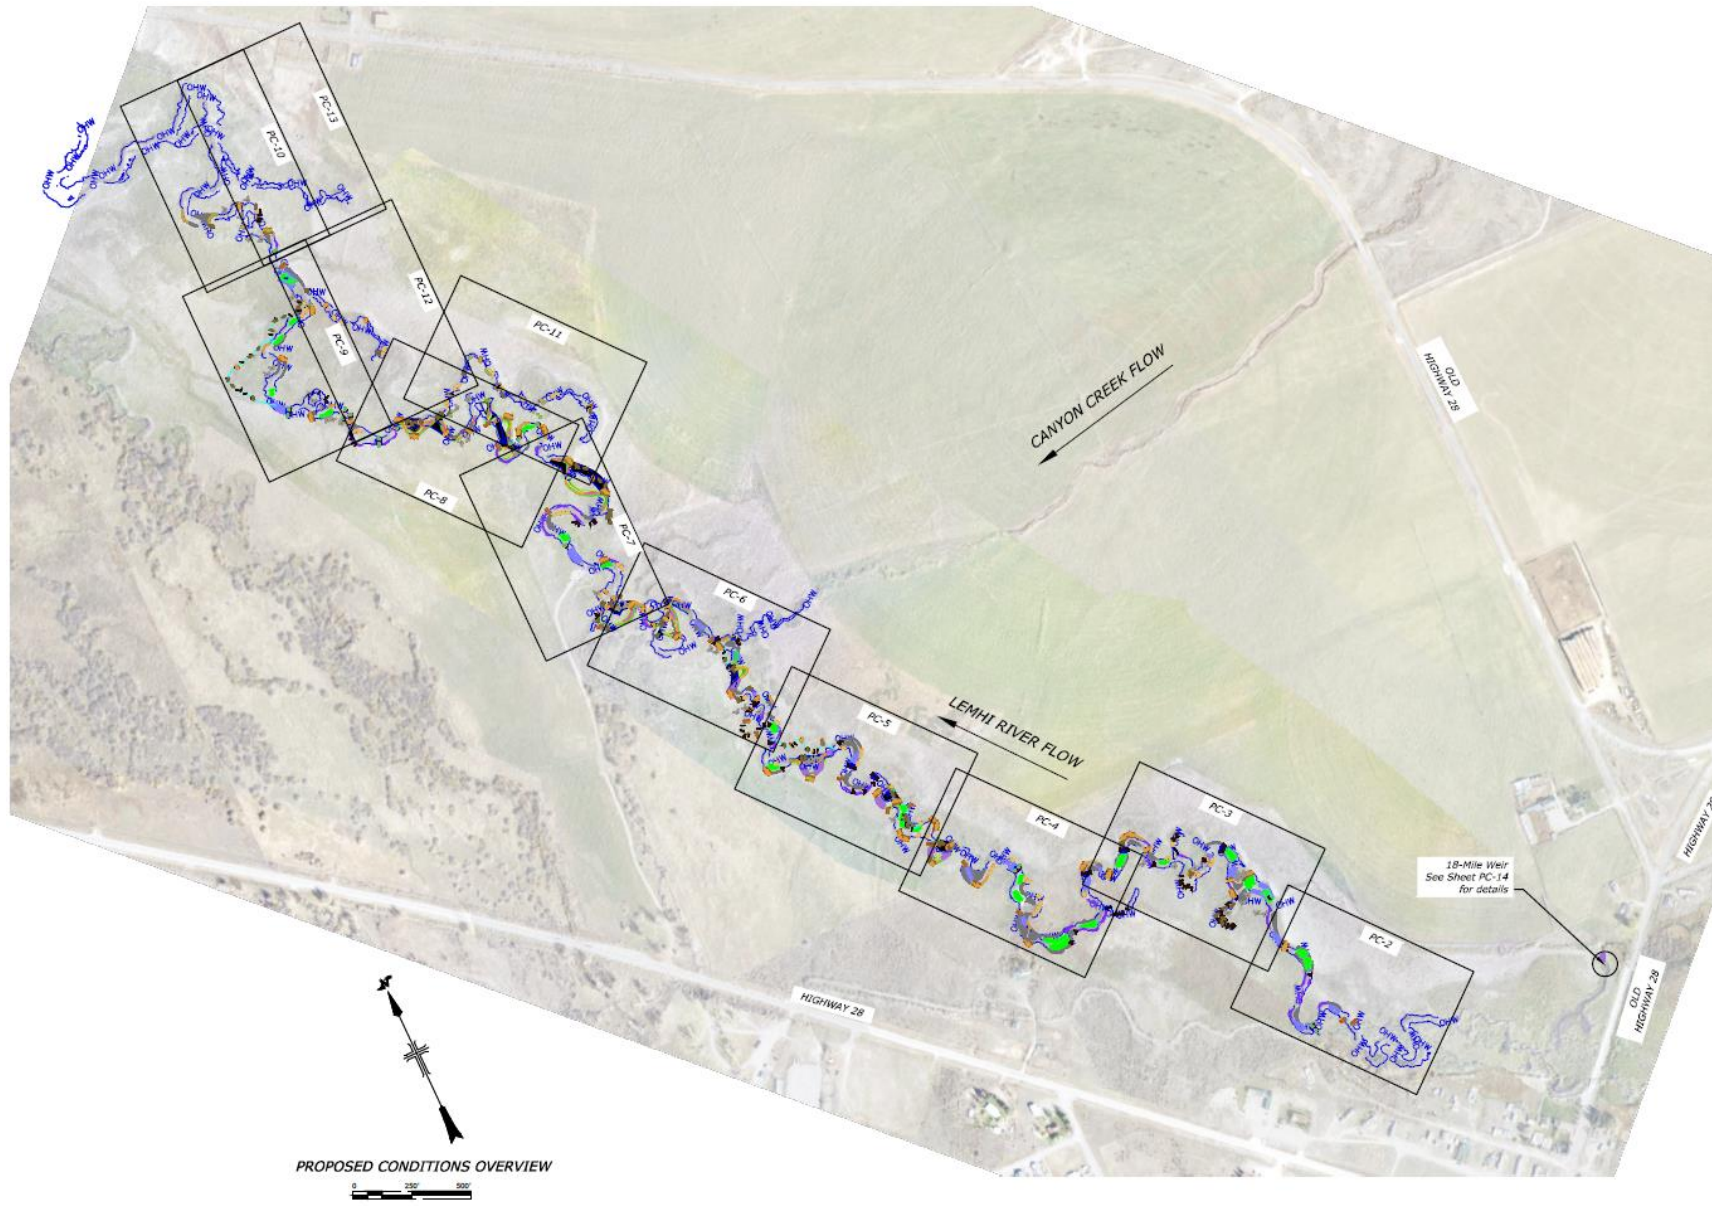 PC-13
PC-10
PC-12
PC-11
PC-9
PC-8
PC-7
PC-6
PC-5
PC-4
PC-3
PC-2
OHW
CANYON CREEK FLOW
LEMHI RIVER FLOW
OLD
HIGHWAY 28
18-Mile Weir
See Sheet PC-14
for details
HIGHWAY
OLD
HIGHWAY 28
HIGHWAY 28
PROPOSED CONDITIONS OVERVIEW
0 250' 500'